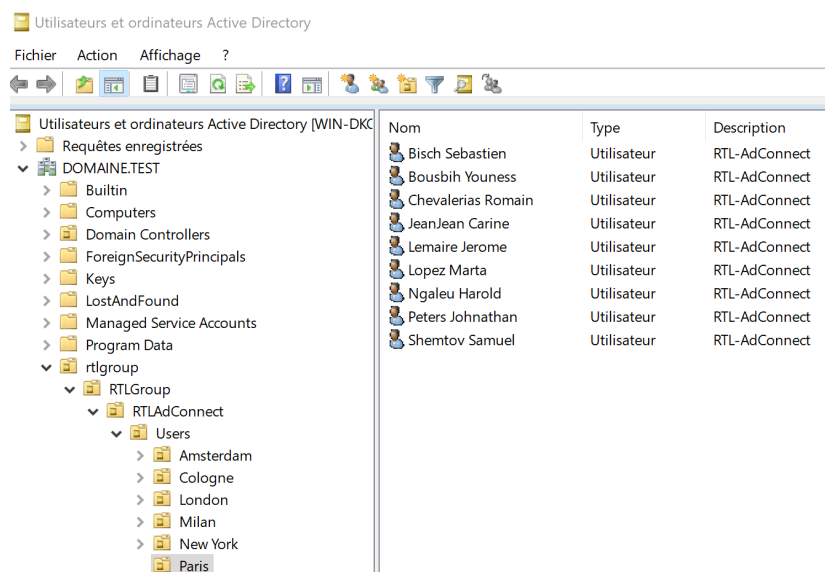 Utilisateurs et ordinateurs Active Directory
Fichier Action Affichage ?
Utilisateurs et ordinateurs Active Directory [WIN-DKC
Requêtes enregistrées
DOMAINE.TEST
Builtin
Computers
Domain Controllers
ForeignSecurityPrincipals
Keys
LostAndFound
Managed Service Accounts
Program Data
rtlgroup
RTLGroup
RTLAdConnect
Users
Amsterdam
Cologne
London
Milan
New York
Paris
Nom Type Description
Bisch Sebastien Utilisateur RTL-AdConnect
Bousbih Youness Utilisateur RTL-AdConnect
Chevalerias Romain Utilisateur RTL-AdConnect
JeanJean Carine Utilisateur RTL-AdConnect
Lemaire Jerome Utilisateur RTL-AdConnect
Lopez Marta Utilisateur RTL-AdConnect
Ngaleu Harold Utilisateur RTL-AdConnect
Peters Johnathan Utilisateur RTL-AdConnect
Shemtov Samuel Utilisateur RTL-AdConnect